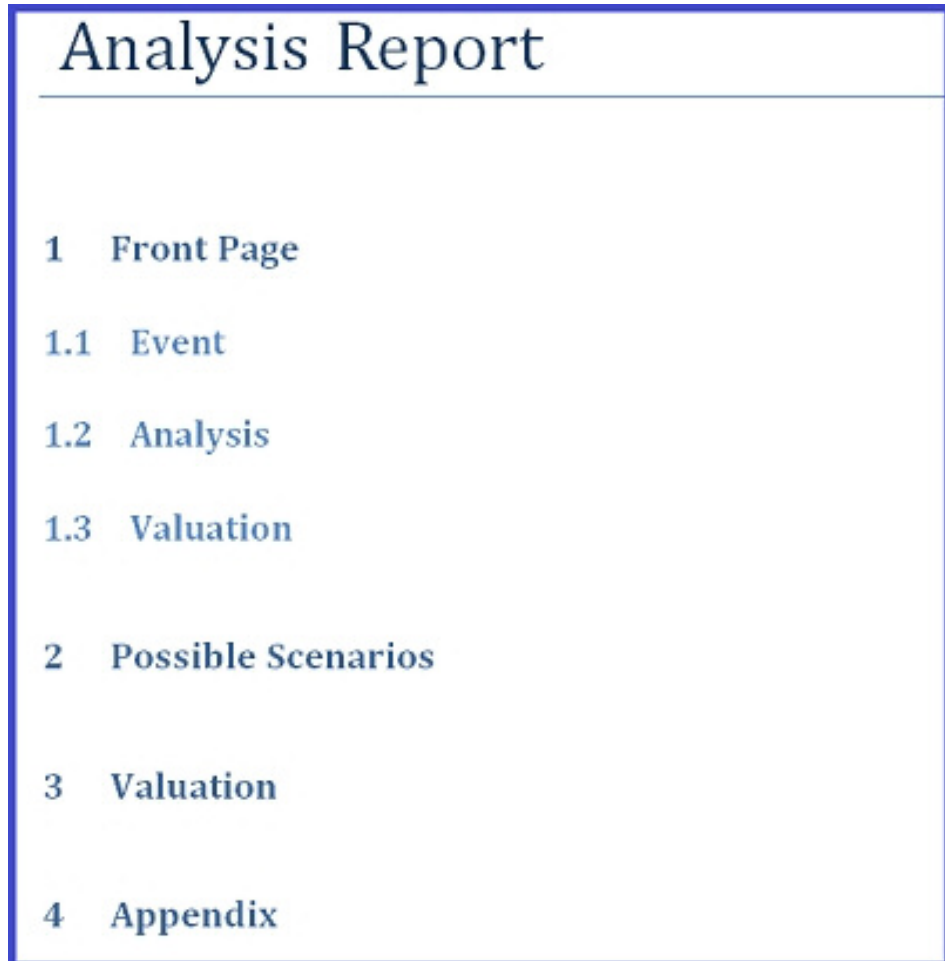 Analysis Report
1 Front Page
1.1 Event
1.2 Analysis
1.3 Valuation
2 Possible Scenarios
3 Valuation
4 Appendix